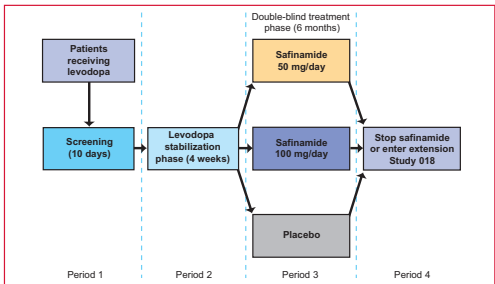 Double-blind treatment
phase (6 months)
Patients
receiving
levodopa
Safinamide
50 mg/day
Screening
(10 days)
Levodopa
stabilization
phase (4 weeks)
Safinamide
100 mg/day
Stop safinamide
or enter extension
Study 018
Placebo
Period 1
Period 2
Period 3
Period 4